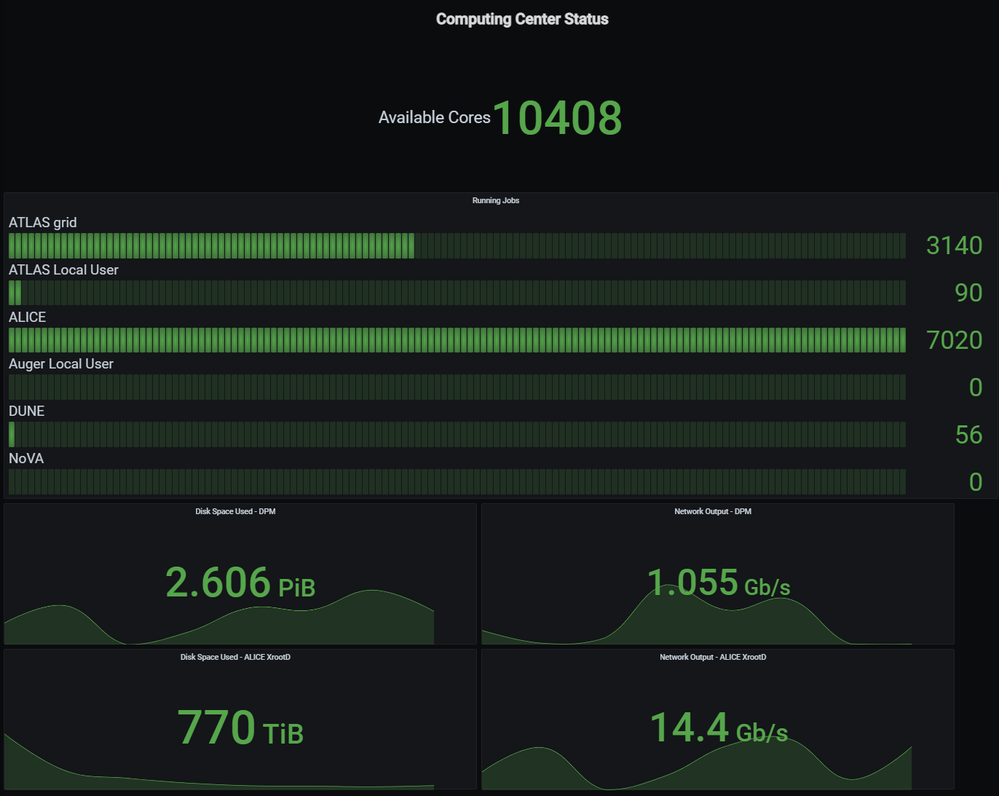 Computing Center Status
Available Cores 10408
Running Jobs
ATLAS grid
3140
ATLAS Local User
90
ALICE
7020
Auger Local User
0
DUNE
56
NoVA
0
Disk Space Used - DPM
2.606 PiB
Network Output - DPM
1.055 Gb/s
Disk Space Used - ALICE XrootD
770 TiB
Network Output - ALICE XrootD
14.4 Gb/s